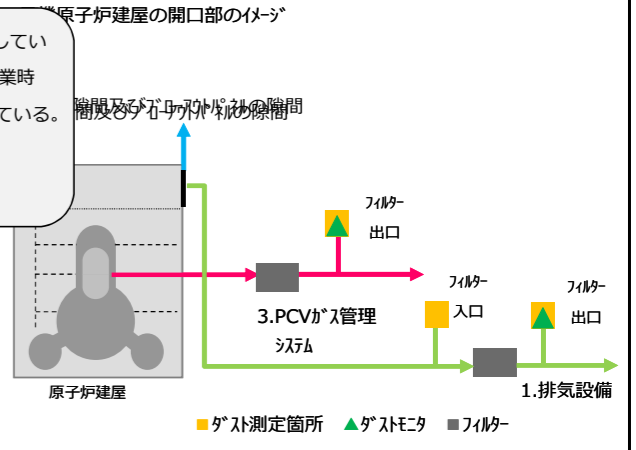 原子炉建屋の開口部のイメージ
してい
業時
ている。
隙間及びブローアウトパネルの隙間
フィルター
出口
フィルター
入口
フィルター
出口
3.PCVガス管理
システム
1.排気設備
原子炉建屋
ダスト測定箇所 ダストモニタ フィルター